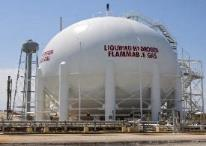 LIQUIFIED HYDROGEN
FLAMMABLE GAS